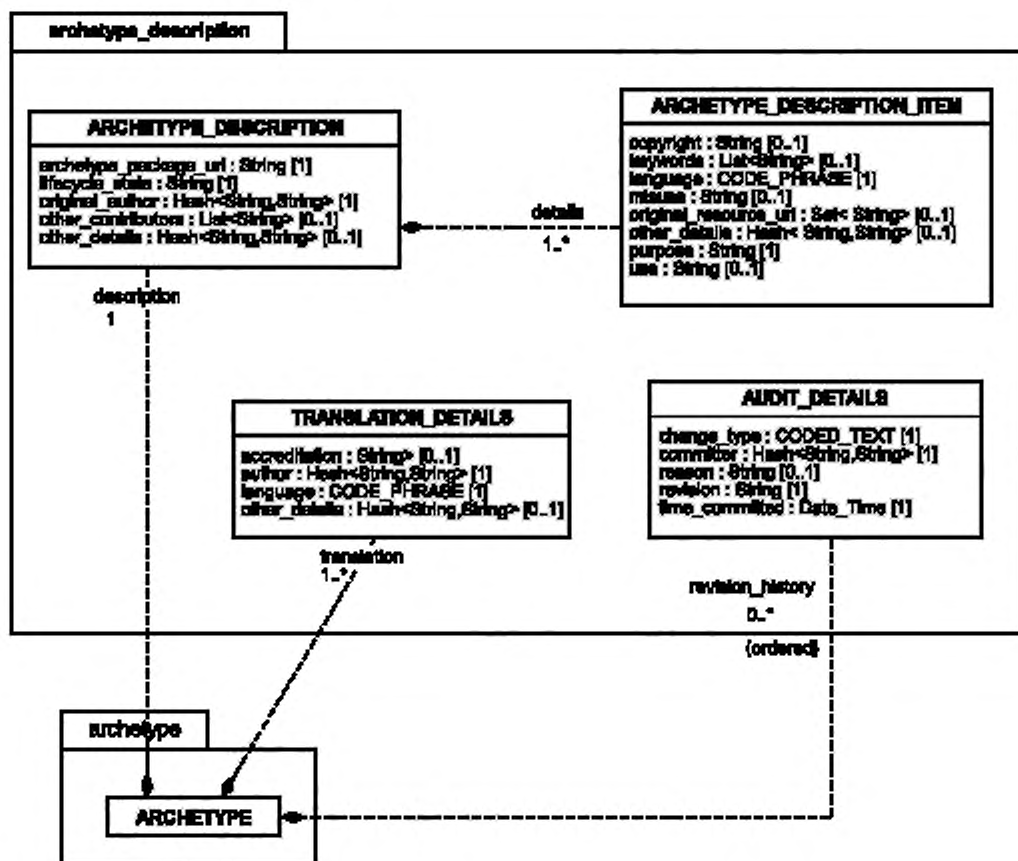 archetype_description
ARCHETYPE_DESCRIPTION
archetype_package_uri : String [1]
lifecycle_state : String [1]
original_author : Hash<String,String> [1]
other_contributors : List<String> [0..1]
other_details : Hash<String,String> [0..1]
ARCHETYPE_DESCRIPTION_ITEM
copyright : String [0..1]
keywords : List<String> [0..1]
language : CODE_PHRASE [1]
misuse : String [0..1]
original_resource_uri : Set< String> [0..1]
other_details : Hash< String,String> [0..1]
purpose : String [1]
use : String [0..1]
details
1..*
description
1
TRANSLATION_DETAILS
accreditation : String> [0..1]
author : Hash<String,String> [1]
language : CODE_PHRASE [1]
other_details : Hash<String,String> [0..1]
AUDIT_DETAILS
change_type : CODED_TEXT [1]
committer : Hash<String,String> [1]
reason : String [0..1]
revision : String [1]
time_committed : Date_Time [1]
translation
1..*
revision_history
0..*
{ordered}
archetype
ARCHETYPE